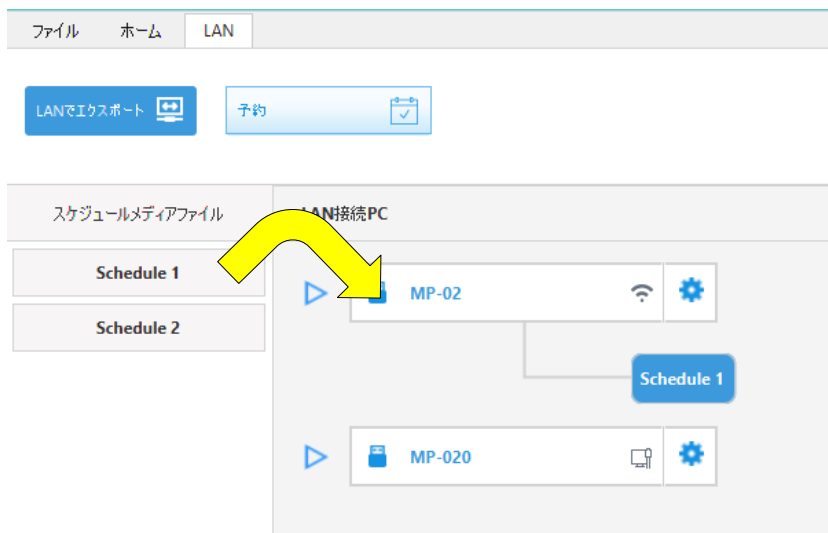 ファイル ホーム LAN
LANでエクスポート 予約
スケジュールメディアファイル LAN接続PC
Schedule 1
MP-02
Schedule 2
Schedule 1
MP-020